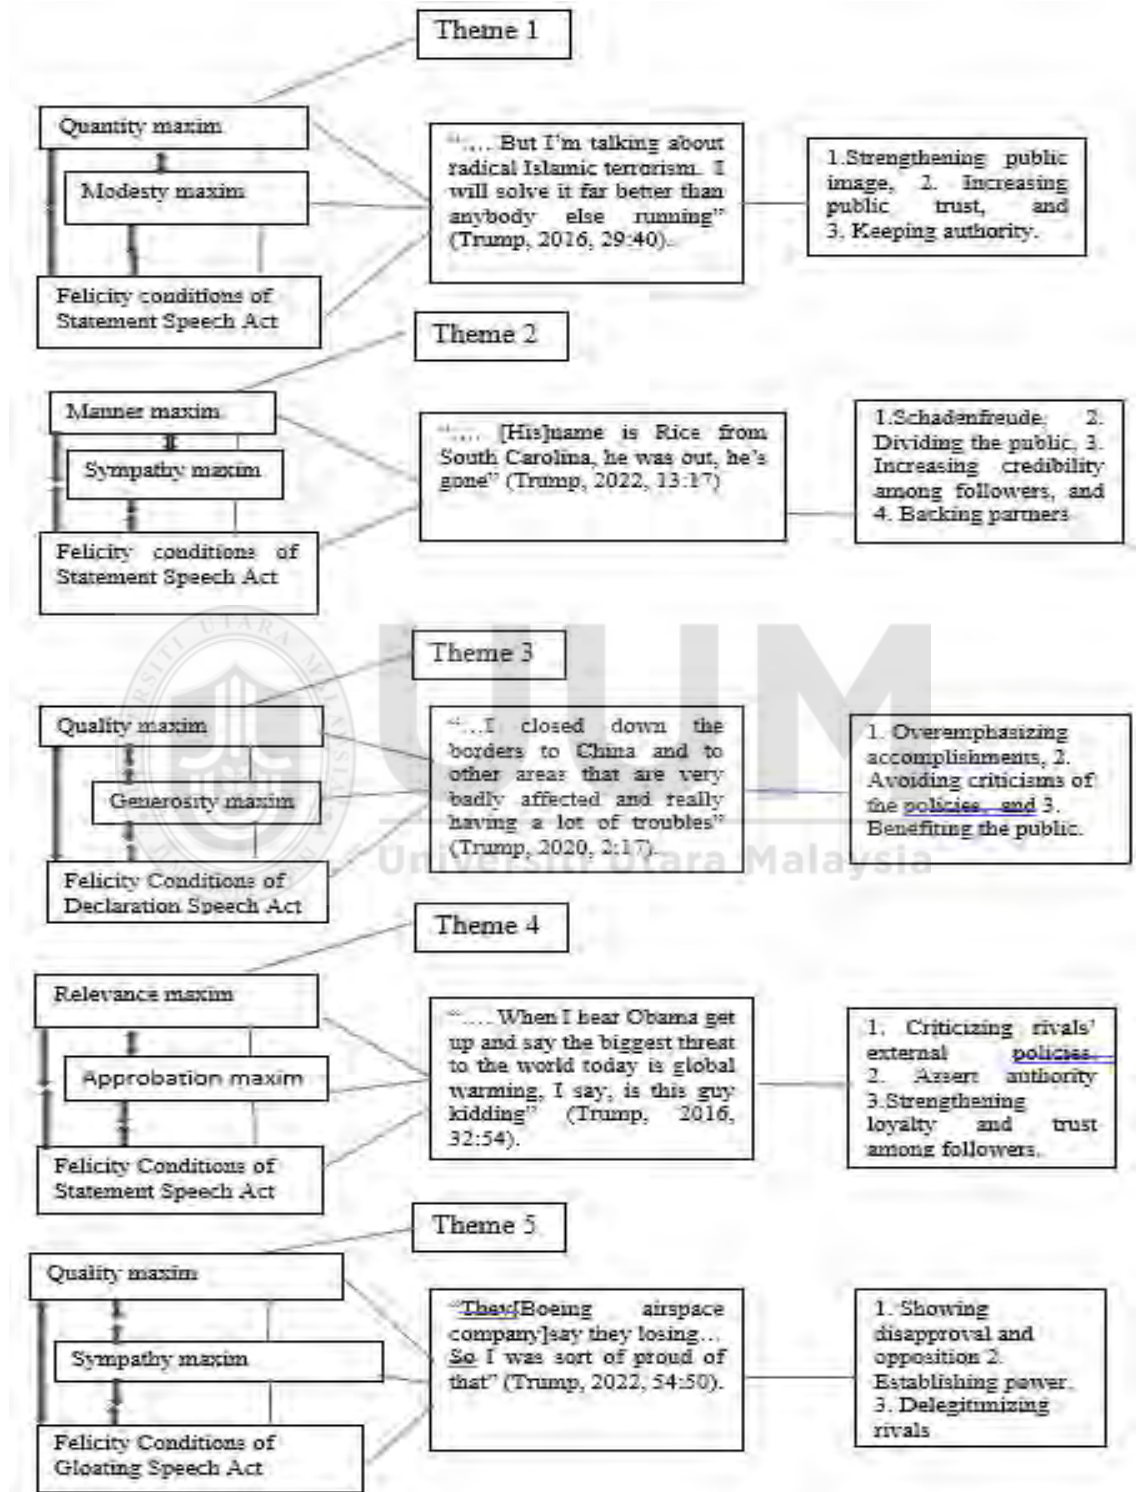 Theme 1
Quantity maxim
Modesty maxim
Felicity conditions of
Statement Speech Act
“…. But I’m talking about
radical Islamic terrorism. I
will solve it far better than
anybody else running”
(Trump, 2016, 29:40).
1.Strengthening public
image, 2. Increasing
public trust, and
3. Keeping authority.
Theme 2
Manner maxim
Sympathy maxim
Felicity conditions of
Statement Speech Act
“…. [His]name is Rice from
South Carolina, he was out, he’s
gone” (Trump, 2022, 13:17)
1.Schadenfreude, 2.
Dividing the public, 3.
Increasing credibility
among followers, and
4. Backing partners
Theme 3
Quality maxim
Generosity maxim
Felicity Conditions of
Declaration Speech Act
“…I closed down the
borders to China and to
other areas that are very
badly affected and really
having a lot of troubles”
(Trump, 2020, 2:17).
1. Overemphasizing
accomplishments, 2.
Avoiding criticisms of
the policies, and 3.
Benefiting the public.
UUM
Universiti Utara Malaysia
Theme 4
Relevance maxim
Approbation maxim
Felicity Conditions of
Statement Speech Act
“…. When I hear Obama get
up and say the biggest threat
to the world today is global
warming, I say, is this guy
kidding” (Trump, 2016,
32:54).
1. Criticizing rivals’
external policies,
2. Assert authority
3.Strengthening
loyalty and trust
among followers.
Theme 5
Quality maxim
Sympathy maxim
Felicity Conditions of
Gloating Speech Act
“They[Boeing airspace
company]say they losing…
So I was sort of proud of
that” (Trump, 2022, 54:50).
1. Showing
disapproval and
opposition 2.
Establishing power.
3. Delegitimizing
rivals